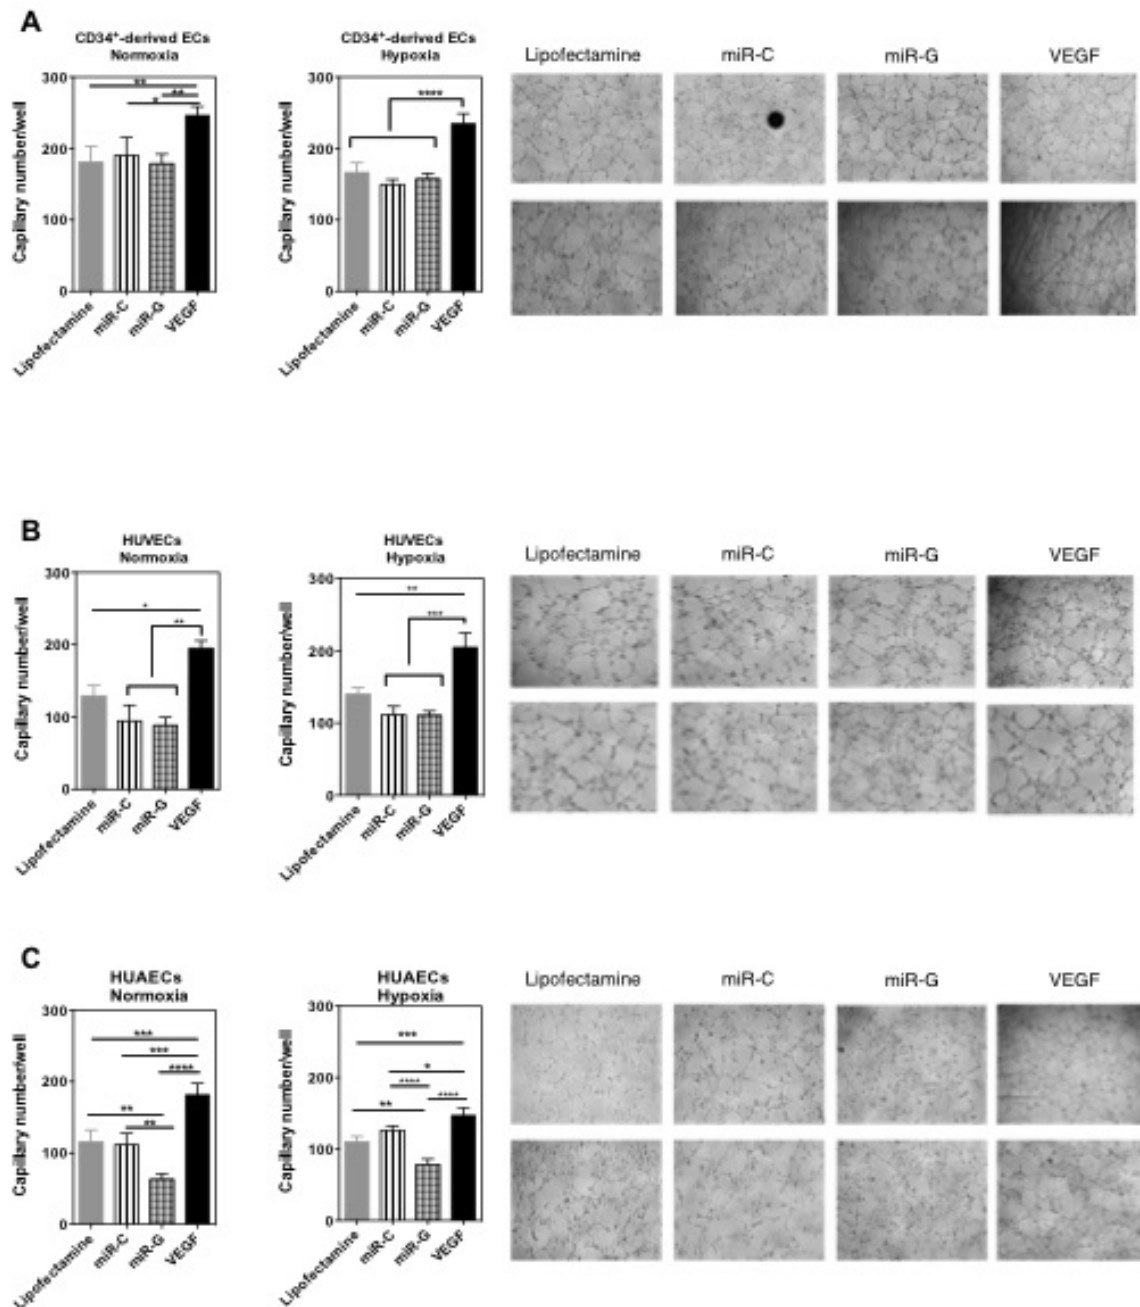 A
CD34⁺-derived ECs
Normoxia
Capillary number/well
300
200
100
0
**
**
*
Lipofectamine
miR-C
miR-G
VEGF
CD34⁺-derived ECs
Hypoxia
Capillary number/well
300
200
100
0
****
Lipofectamine
miR-C
miR-G
VEGF
Lipofectamine miR-C miR-G VEGF
B
HUVECs
Normoxia
Capillary number/well
300
200
100
0
*
**
Lipofectamine
miR-C
miR-G
VEGF
HUVECs
Hypoxia
Capillary number/well
300
200
100
0
**
***
Lipofectamine
miR-C
miR-G
VEGF
Lipofectamine miR-C miR-G VEGF
C
HUAECs
Normoxia
Capillary number/well
300
200
100
0
***
***
****
**
**
Lipofectamine
miR-C
miR-G
VEGF
HUAECs
Hypoxia
Capillary number/well
300
200
100
0
***
*
****
****
**
Lipofectamine
miR-C
miR-G
VEGF
Lipofectamine miR-C miR-G VEGF